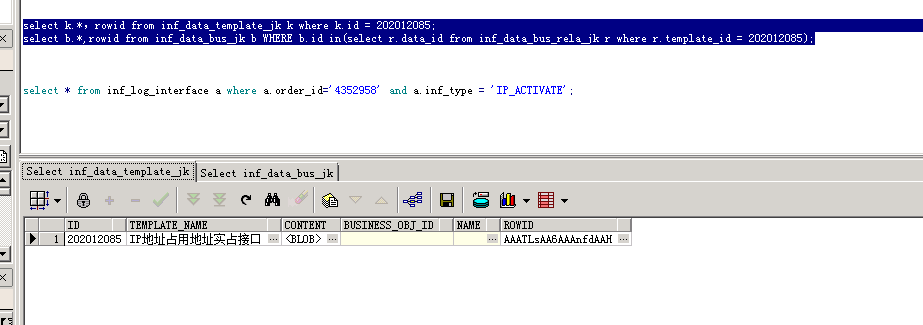 select k.*, rowid from inf_data_template_jk k where k.id = 202012085;
select b.*,rowid from inf_data_bus_jk b WHERE b.id in(select r.data_id from inf_data_bus_rela_jk r where r.template_id = 202012085);
select * from inf_log_interface a where a.order_id='4352958' and a.inf_type = 'IP_ACTIVATE';
Select inf_data_template_jk Select inf_data_bus_jk
ID TEMPLATE_NAME CONTENT BUSINESS_OBJ_ID NAME ROWID
1 202012085 IP地址占用地址实占接口 ... <BLOB> ... ... AAATLsAA6AAAnfdAAH ...